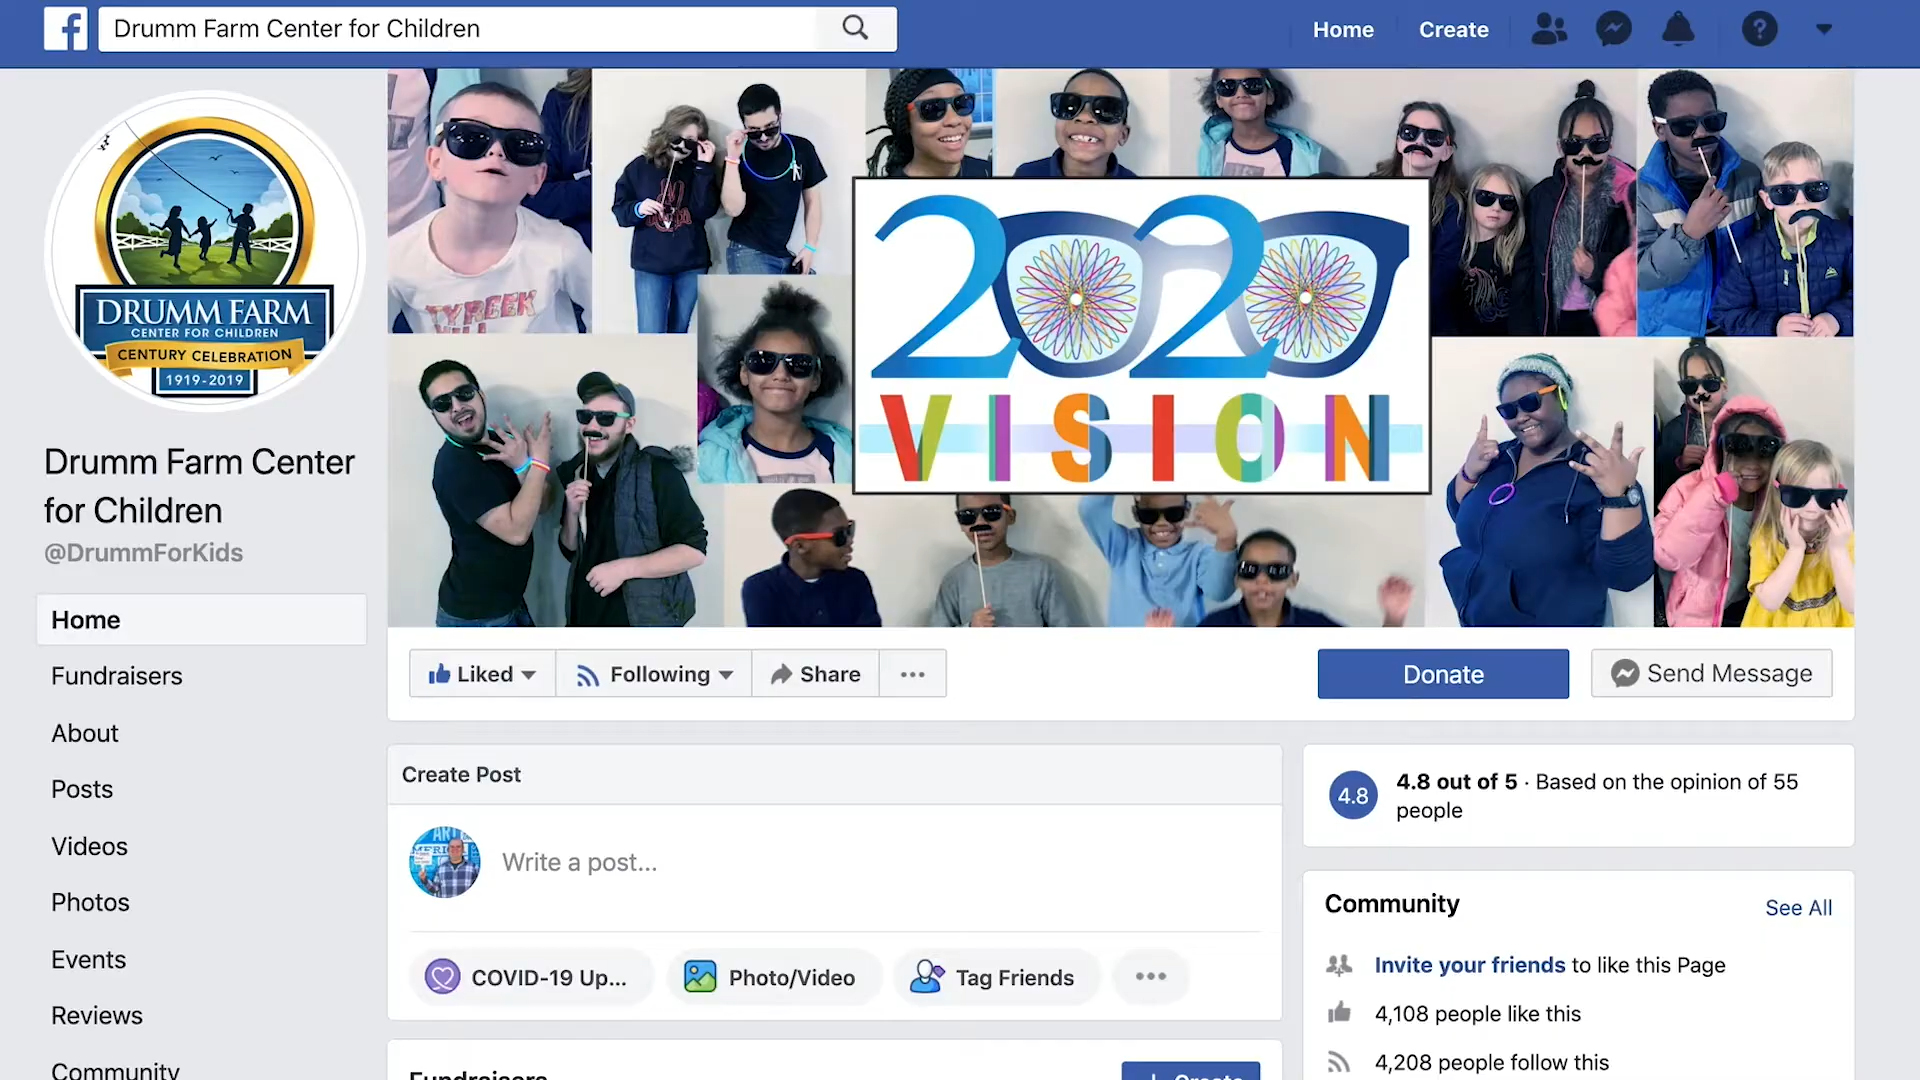 Drumm Farm Center for Children
Home
Create
DRUMM FARM
CENTER FOR CHILDREN
CENTURY CELEBRATION
1919-2019
2020
VISION
TYREEK
Drumm Farm Center
for Children
@DrummForKids
Home
Fundraisers
About
Posts
Videos
Photos
Events
Reviews
Community
Liked
Following
Share
Donate
Send Message
Create Post
Write a post...
COVID-19 Up...
Photo/Video
Tag Friends
Fundraisers
+ Create
4.8
4.8 out of 5 · Based on the opinion of 55
people
Community
See All
Invite your friends to like this Page
4,108 people like this
4,208 people follow this